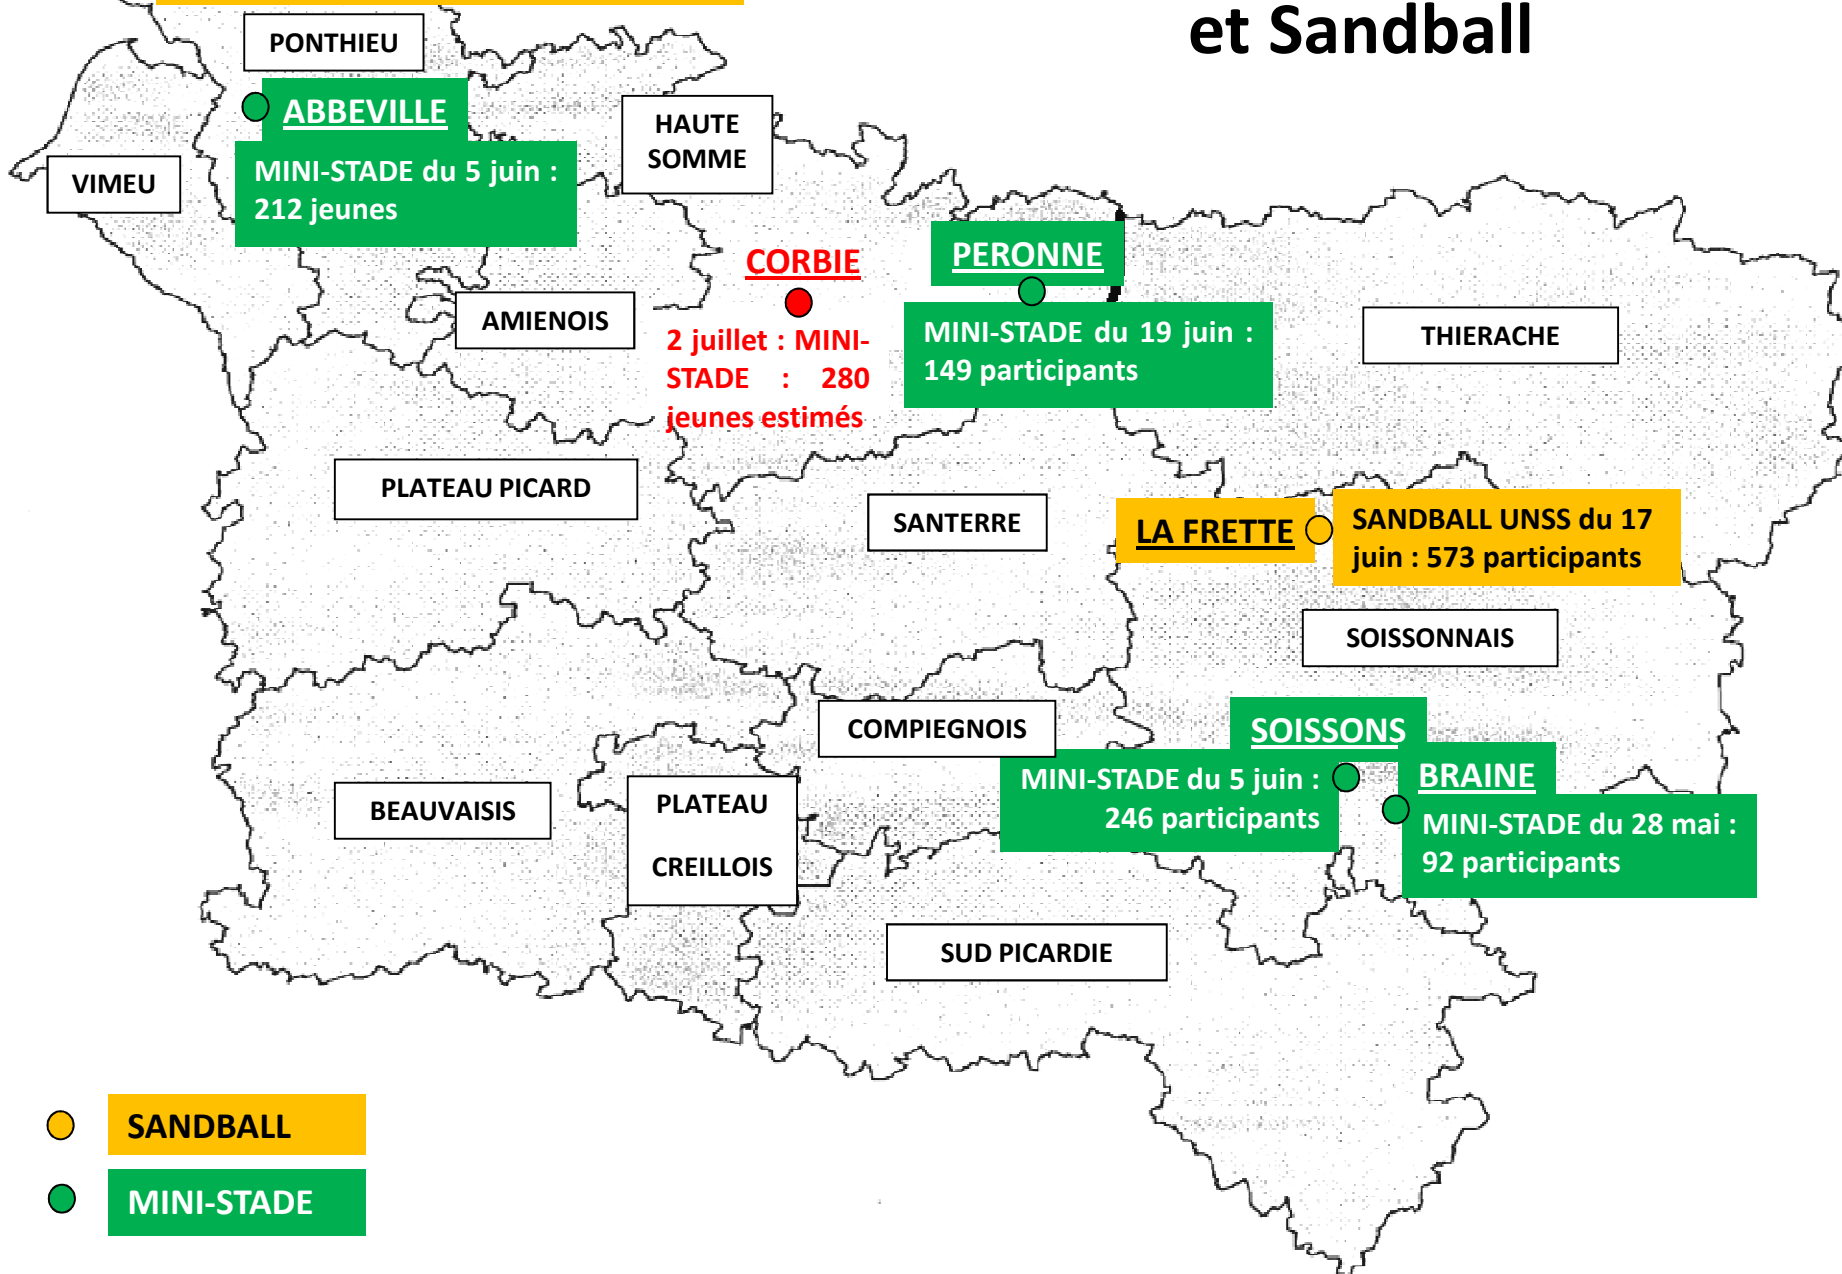 et Sandball
PONTHIEU
ABBEVILLE
MINI-STADE du 5 juin :
212 jeunes
VIMEU
HAUTE
SOMME
CORBIE
2 juillet : MINI-
STADE : 280
jeunes estimés
PERONNE
MINI-STADE du 19 juin :
149 participants
AMIENOIS
THIERACHE
PLATEAU PICARD
SANTERRE
LA FRETTE
SANDBALL UNSS du 17
juin : 573 participants
SOISSONNAIS
COMPIEGNOIS
SOISSONS
MINI-STADE du 5 juin :
246 participants
BRAINE
MINI-STADE du 28 mai :
92 participants
BEAUVAISIS
PLATEAU
CREILLOIS
SUD PICARDIE
SANDBALL
MINI-STADE